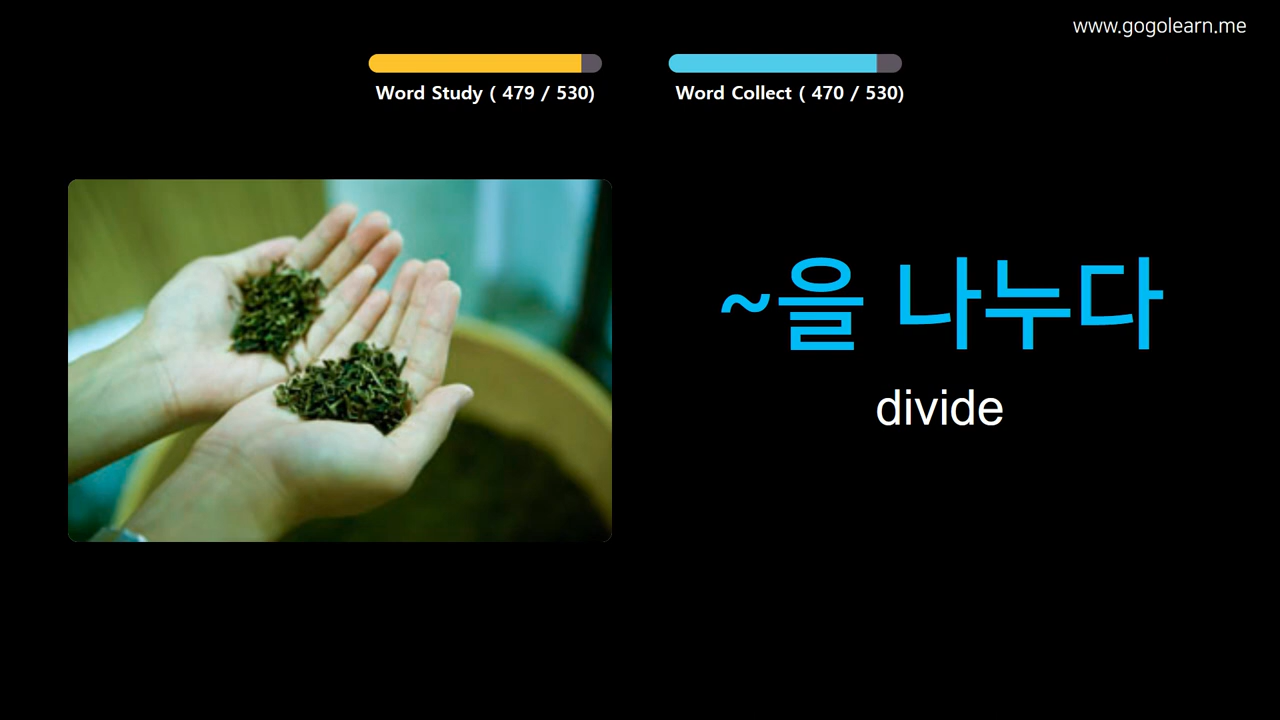 www.gogolearn.me
Word Study ( 479 / 530)
Word Collect ( 470 / 530)
~을 나누다
divide